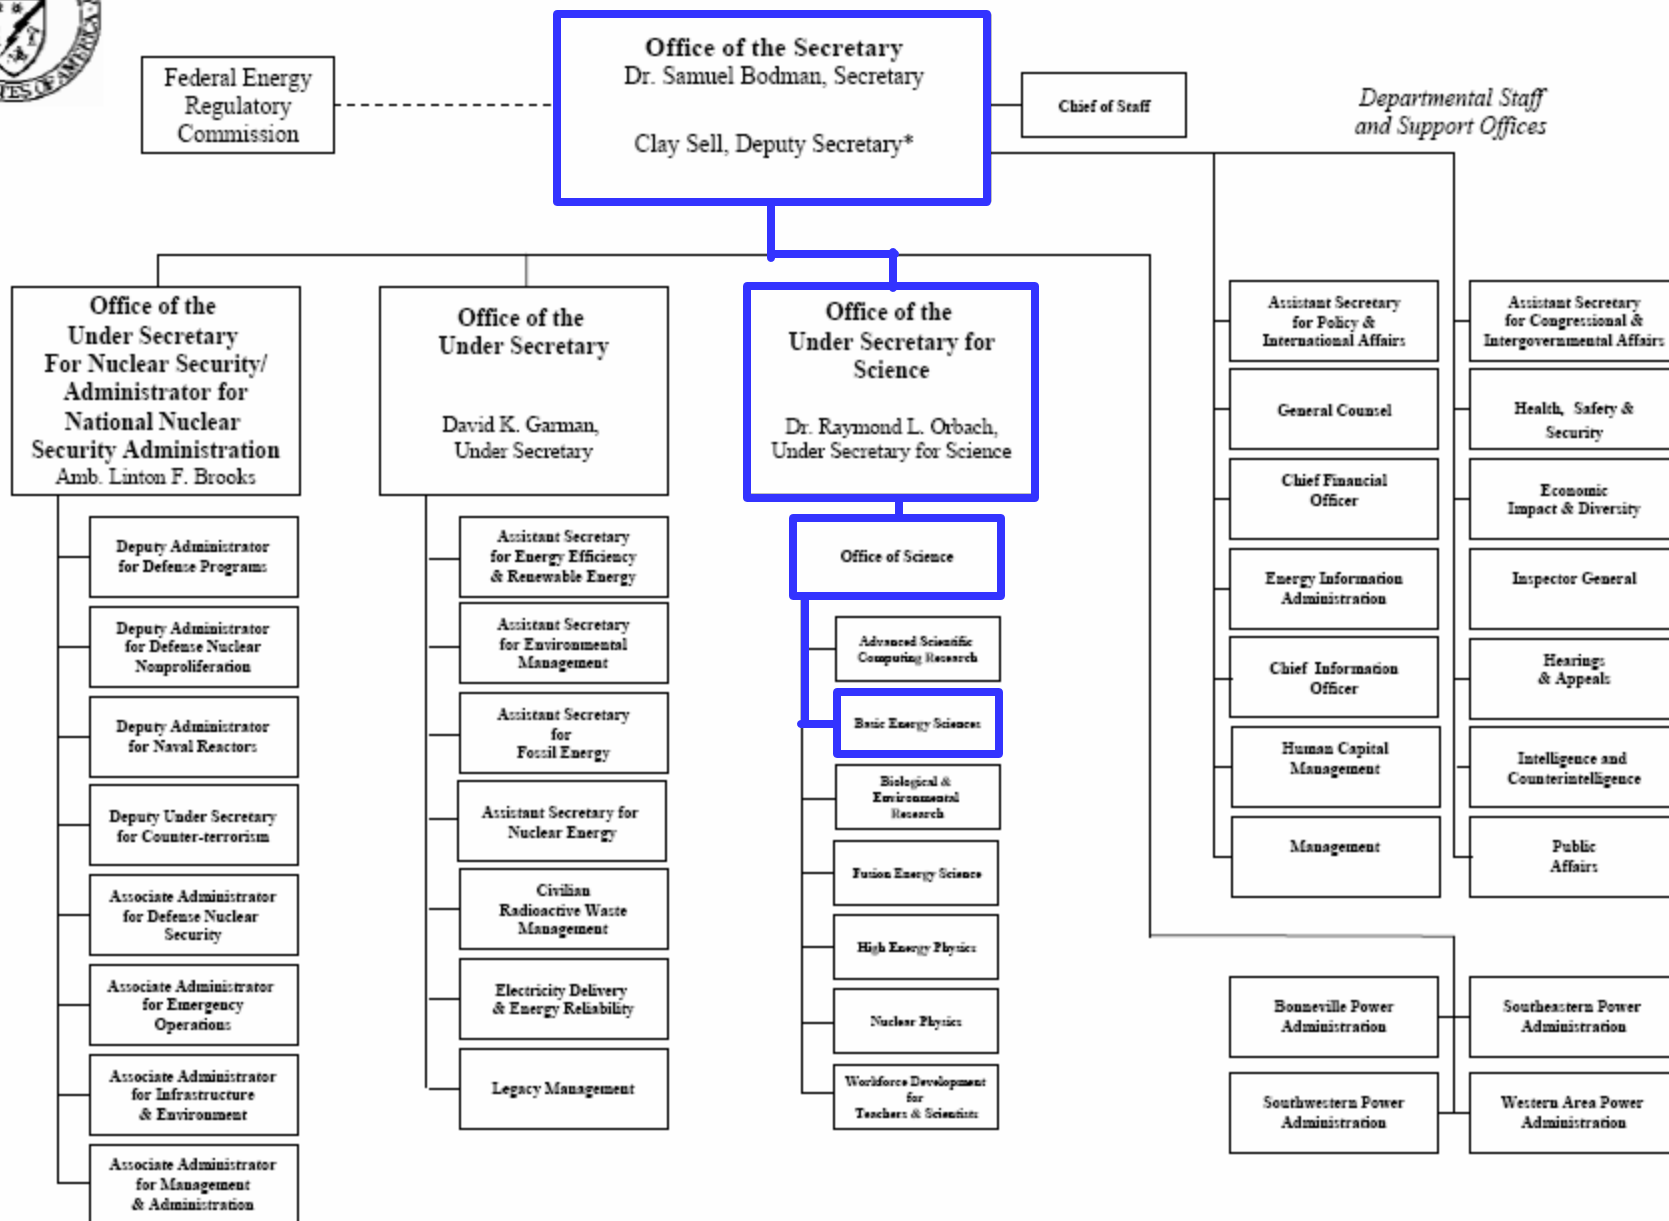 TES OF AMERICA
Federal Energy
Regulatory
Commission
Office of the Secretary
Dr. Samuel Bodman, Secretary
Clay Sell, Deputy Secretary*
Chief of Staff
Departmental Staff
and Support Offices
Office of the
Under Secretary
For Nuclear Security/
Administrator for
National Nuclear
Security Administration
Amb. Linton F. Brooks
Deputy Administrator
for Defense Programs
Deputy Administrator
for Defense Nuclear
Nonproliferation
Deputy Administrator
for Naval Reactors
Deputy Under Secretary
for Counter-terrorism
Associate Administrator
for Defense Nuclear
Security
Associate Administrator
for Emergency
Operations
Associate Administrator
for Infrastructure
& Environment
Associate Administrator
for Management
& Administration
Office of the
Under Secretary
David K. Garman,
Under Secretary
Assistant Secretary
for Energy Efficiency
& Renewable Energy
Assistant Secretary
for Environmental
Management
Assistant Secretary
for
Fossil Energy
Assistant Secretary for
Nuclear Energy
Civilian
Radioactive Waste
Management
Electricity Delivery
& Energy Reliability
Legacy Management
Office of the
Under Secretary for
Science
Dr. Raymond L. Orbach,
Under Secretary for Science
Office of Science
Advanced Scientific
Computing Research
Basic Energy Sciences
Biological &
Environmental
Research
Fusion Energy Science
High Energy Physics
Nuclear Physics
Workforce Development
for
Teachers & Scientists
Assistant Secretary
for Policy &
International Affairs
General Counsel
Chief Financial
Officer
Energy Information
Administration
Chief Information
Officer
Human Capital
Management
Management
Assistant Secretary
for Congressional &
Intergovernmental Affairs
Health, Safety &
Security
Economic
Impact & Diversity
Inspector General
Hearings
& Appeals
Intelligence and
Counterintelligence
Public
Affairs
Bonneville Power
Administration
Southeastern Power
Administration
Southwestern Power
Administration
Western Area Power
Administration